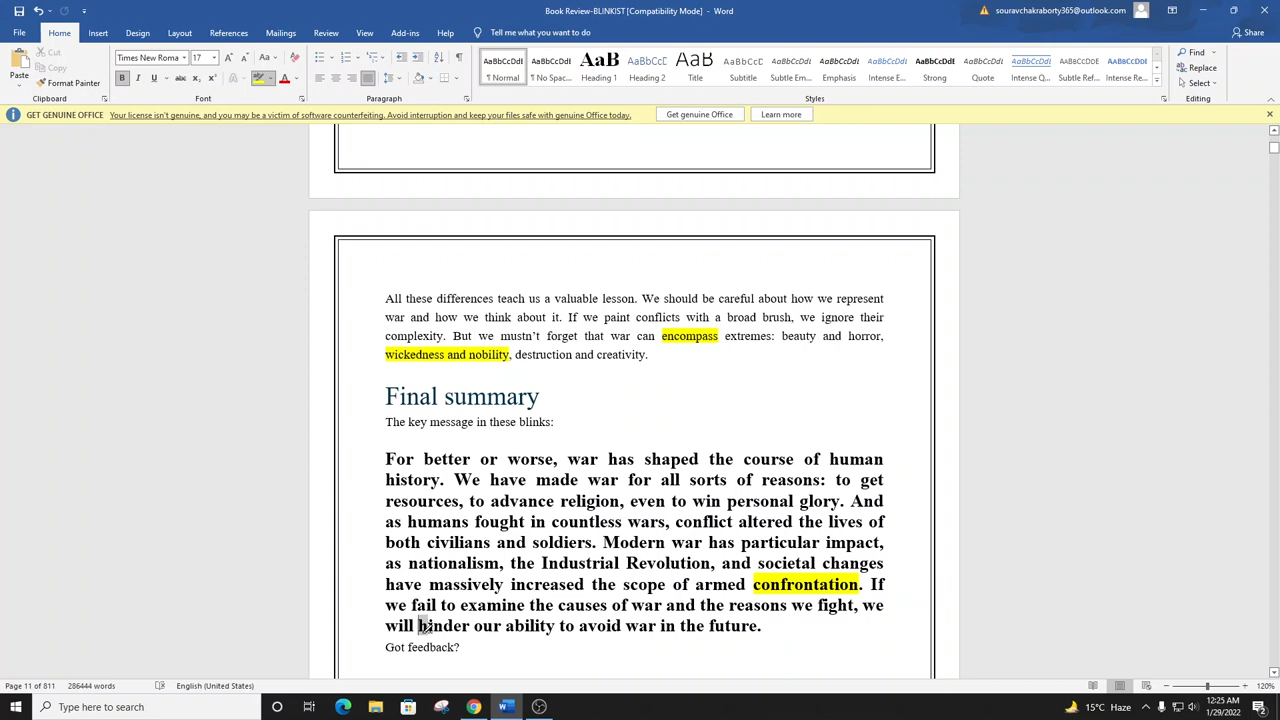 Book Review-BLINKIST [Compatibility Mode] - Word
souravchakraborty365@outlook.com
File Home Insert Draw Design Layout References Mailings Review View Add-ins Help Tell me what you want to do Share
Paste
Cut
Copy
Format Painter
Clipboard
Times New Roma 17
Font
Paragraph
AaBbCcDdI ¶ Normal
AaBbCcDdI ¶ No Spac...
AaB Heading 1
AaBbCc Heading 2
AaB Title
AaBbCcD Subtitle
AaBbCcDdI Subtle Em...
AaBbCcDdI Emphasis
AaBbCcDdI Intense E...
AaBbCcDdI Strong
AaBbCcDdI Quote
AaBbCcDdI Intense Q...
AABBCCDDI Subtle Ref...
AABBCCDDI Intense Re...
Styles
Find
Replace
Select
Editing
GET GENUINE OFFICE Your license isn't genuine, and you may be a victim of software counterfeiting. Avoid interruption and keep your files safe with genuine Office today. Get genuine Office Learn more
All these differences teach us a valuable lesson. We should be careful about how we represent
war and how we think about it. If we paint conflicts with a broad brush, we ignore their
complexity. But we mustn't forget that war can encompass extremes: beauty and horror,
wickedness and nobility, destruction and creativity.
Final summary
The key message in these blinks:
For better or worse, war has shaped the course of human
history. We have made war for all sorts of reasons: to get
resources, to advance religion, even to win personal glory. And
as humans fought in countless wars, conflict altered the lives of
both civilians and soldiers. Modern war has particular impact,
as nationalism, the Industrial Revolution, and societal changes
have massively increased the scope of armed confrontation. If
we fail to examine the causes of war and the reasons we fight, we
will hinder our ability to avoid war in the future.
Got feedback?
Page 11 of 811 286444 words English (United States) 120%
Type here to search
15°C Haze
ENG
12:25 AM
1/29/2022